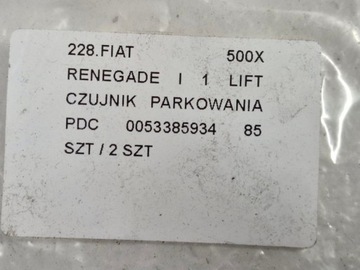 228.FIAT 500X
RENEGADE I 1 LIFT
CZUJNIK PARKOWANIA
PDC 0053385934 85
SZT / 2 SZT